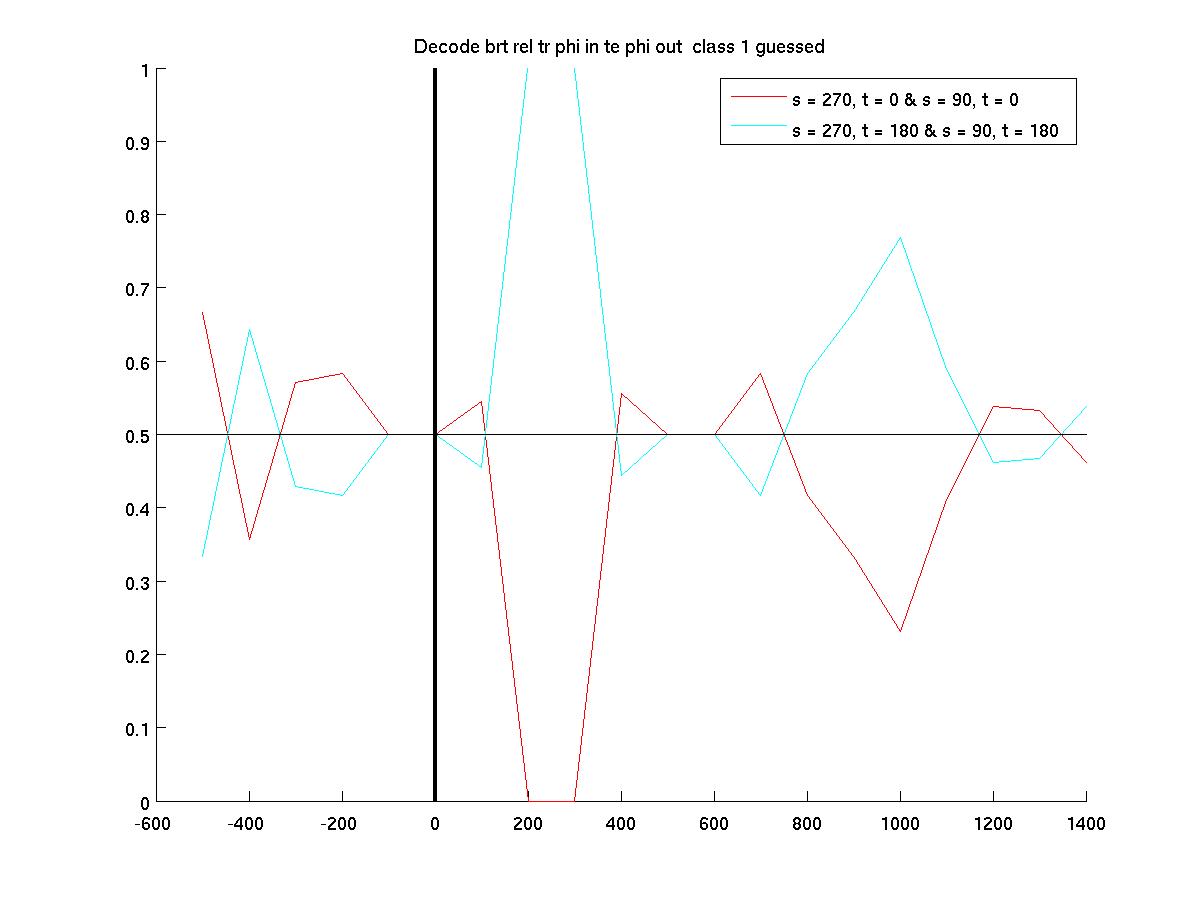 Decode brt rel tr phi in te phi out  class 1 guessed
s = 270, t = 0 & s = 90, t = 0
s = 270, t = 180 & s = 90, t = 180
1
0.9
0.8
0.7
0.6
0.5
0.4
0.3
0.2
0.1
0
-600 -400 -200 0 200 400 600 800 1000 1200 1400